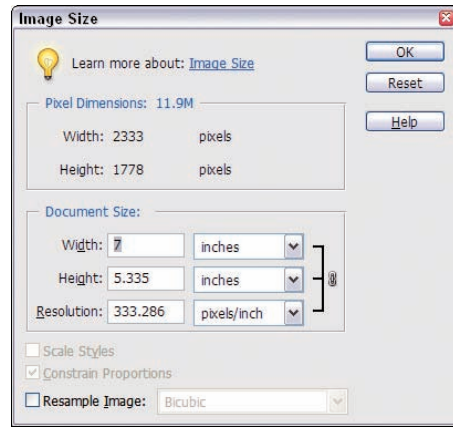 Image Size
Learn more about: Image Size
OK
Reset
Help
Pixel Dimensions: 11.9M
Width: 2333 pixels
Height: 1778 pixels
Document Size:
Width: 7 inches
Height: 5.335 inches
Resolution: 333.286 pixels/inch
Scale Styles
Constrain Proportions
Resample Image: Bicubic